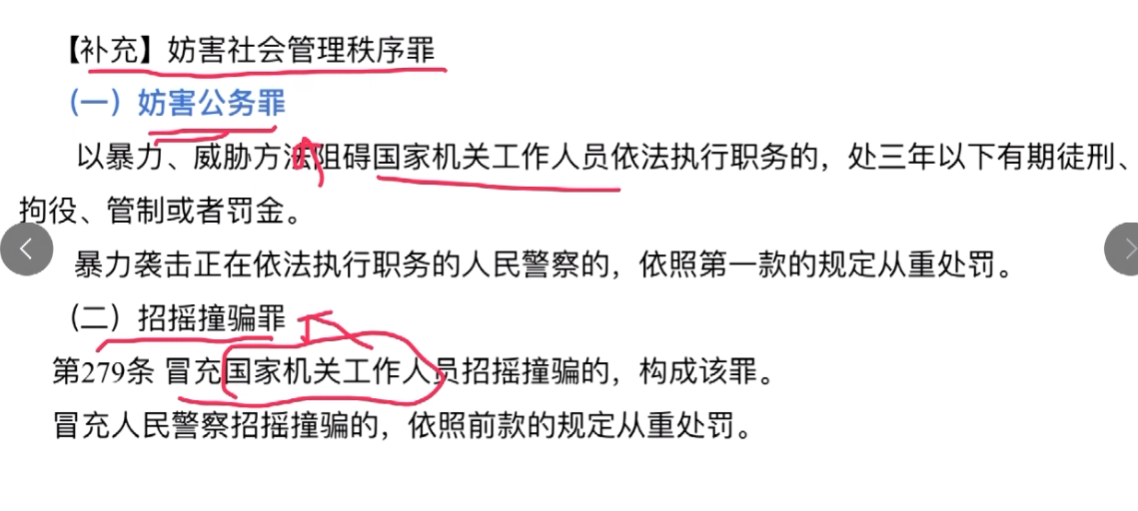 【补充】妨害社会管理秩序罪
（一）妨害公务罪
以暴力、威胁方法阻碍国家机关工作人员依法执行职务的，处三年以下有期徒刑、
拘役、管制或者罚金。
暴力袭击正在依法执行职务的人民警察的，依照第一款的规定从重处罚。
（二）招摇撞骗罪
第279条 冒充国家机关工作人员招摇撞骗的，构成该罪。
冒充人民警察招摇撞骗的，依照前款的规定从重处罚。